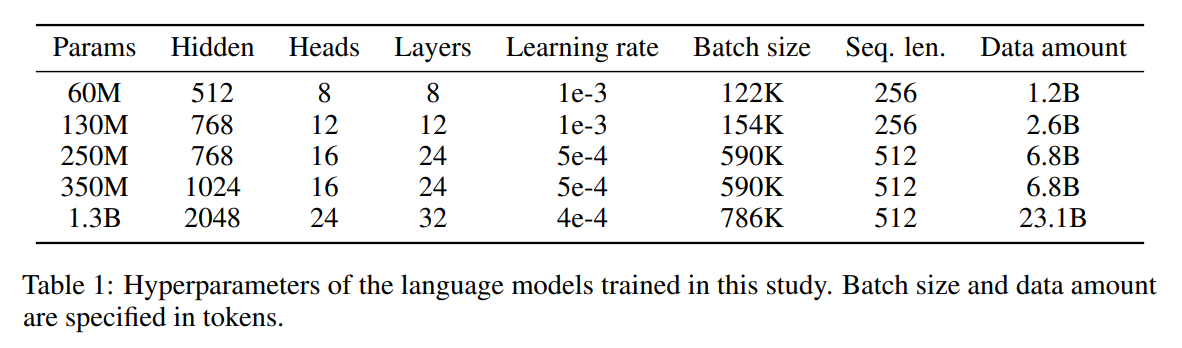 Params Hidden Heads Layers Learning rate Batch size Seq. len. Data amount
60M 512 8 8 1e-3 122K 256 1.2B
130M 768 12 12 1e-3 154K 256 2.6B
250M 768 16 24 5e-4 590K 512 6.8B
350M 1024 16 24 5e-4 590K 512 6.8B
1.3B 2048 24 32 4e-4 786K 512 23.1B
Table 1: Hyperparameters of the language models trained in this study. Batch size and data amount
are specified in tokens.